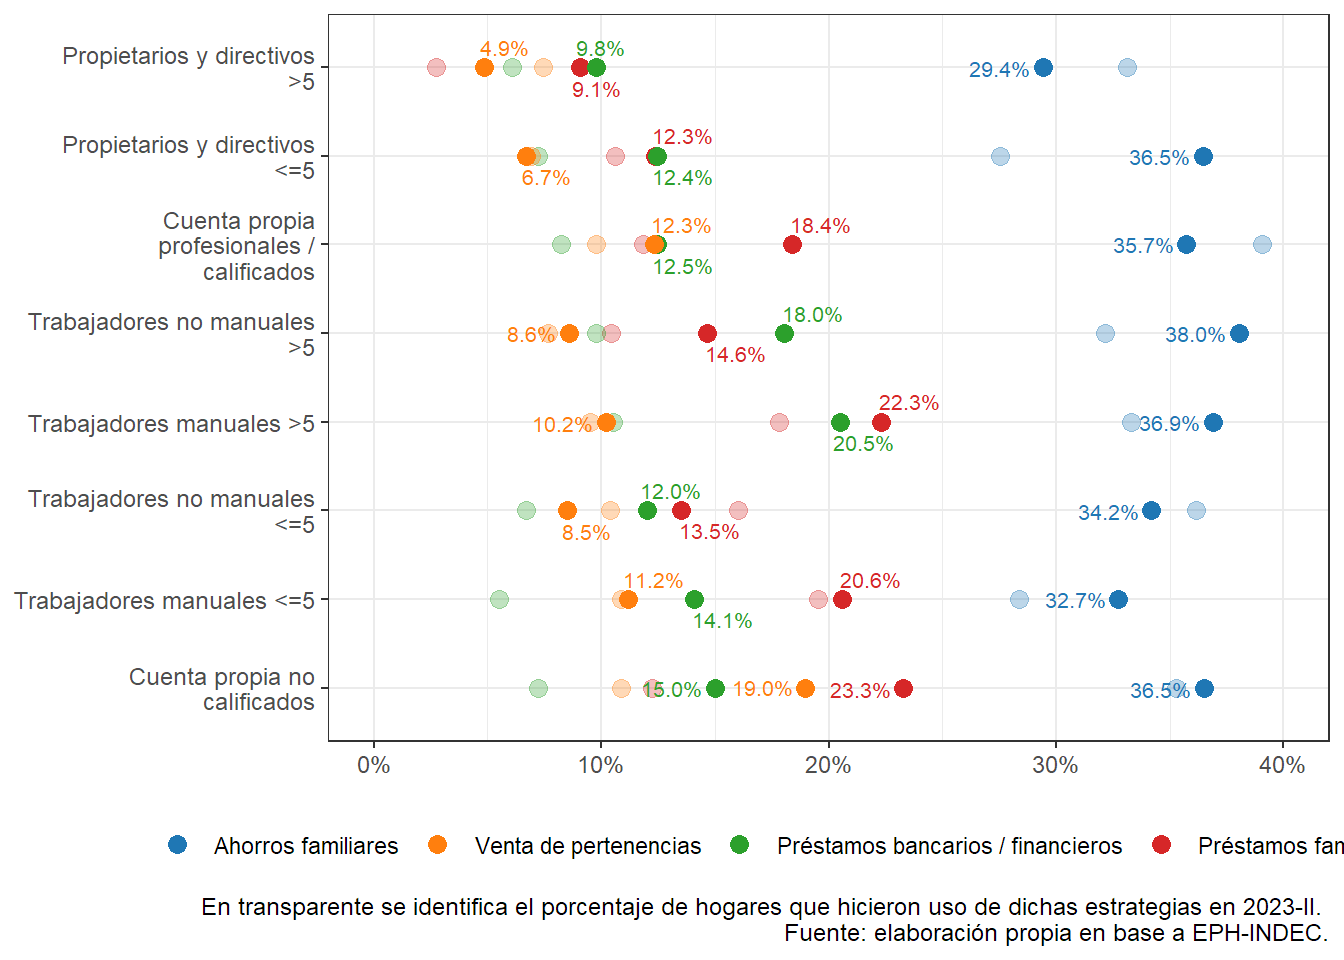 Propietarios y directivos
>5
4.9%
9.8%
9.1%
29.4%
Propietarios y directivos
<=5
6.7%
12.3%
12.4%
36.5%
Cuenta propia
profesionales /
calificados
12.3%
12.5%
18.4%
35.7%
Trabajadores no manuales
>5
8.6%
14.6%
18.0%
38.0%
Trabajadores manuales >5
10.2%
20.5%
22.3%
36.9%
Trabajadores no manuales
<=5
8.5%
12.0%
13.5%
34.2%
Trabajadores manuales <=5
11.2%
14.1%
20.6%
32.7%
Cuenta propia no
calificados
15.0%
19.0%
23.3%
36.5%
0%
10%
20%
30%
40%
Ahorros familiares
Venta de pertenencias
Préstamos bancarios / financieros
Préstamos fam
En transparente se identifica el porcentaje de hogares que hicieron uso de dichas estrategias en 2023-II.
Fuente: elaboración propia en base a EPH-INDEC.